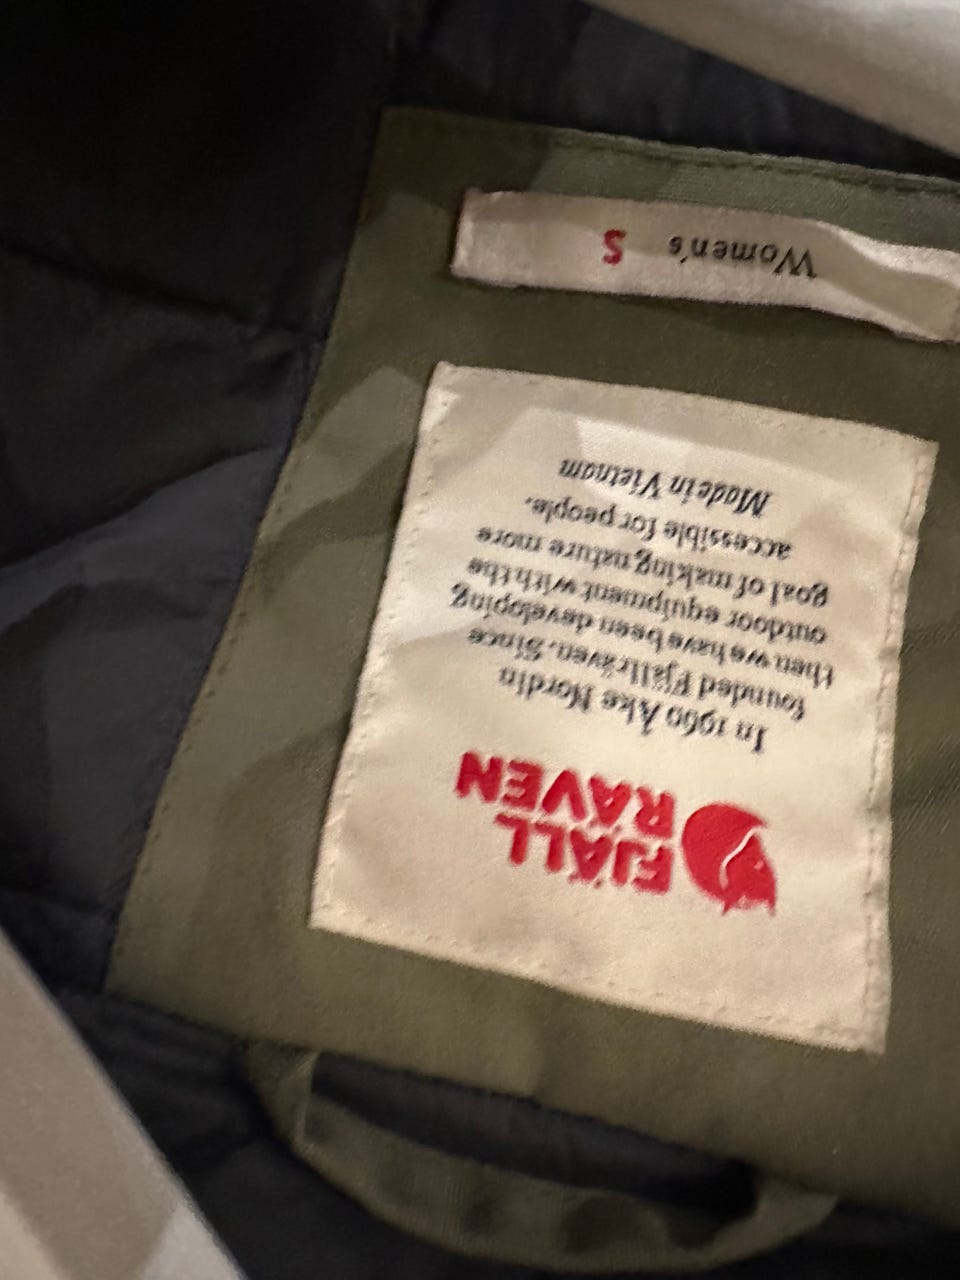 FJÄLL
RÄVEN
In 1960 Åke Nordin
founded Fjällräven. Since
then we have been developing
outdoor equipment with the
goal of making nature more
accessible for people.
Made in Vietnam
Women's S